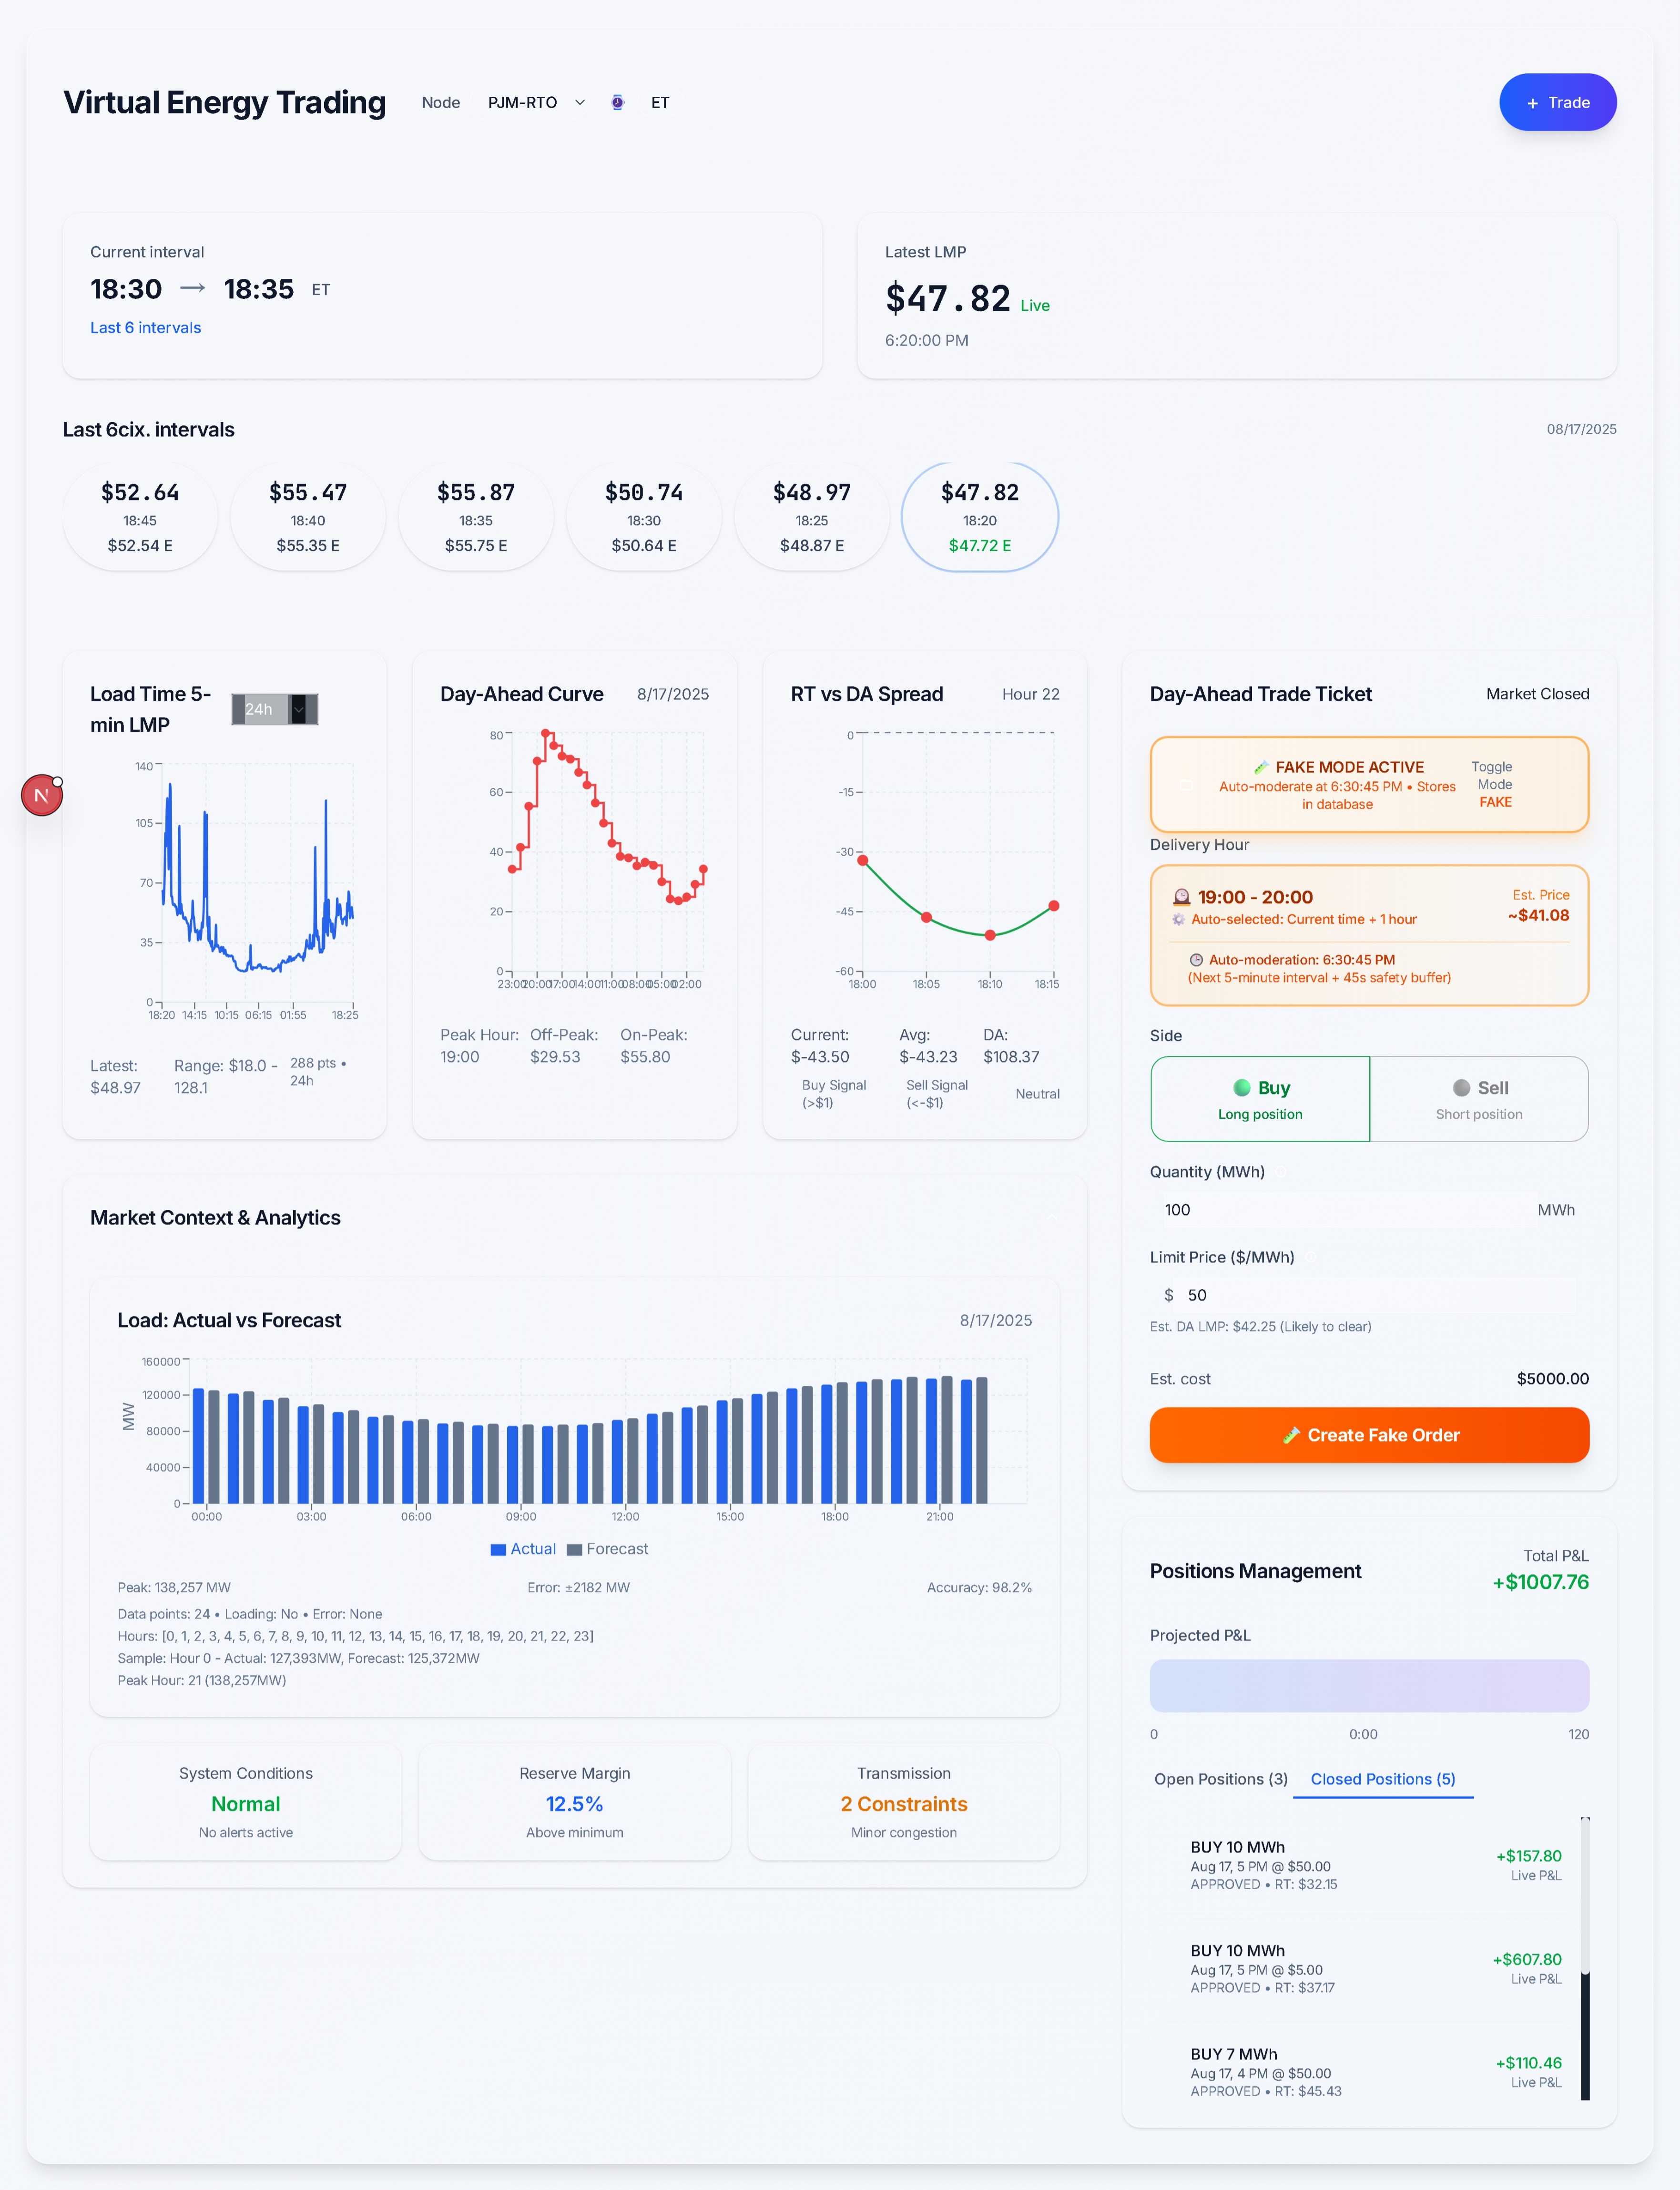 Virtual Energy Trading
Node
PJM-RTO
ET
+ Trade
Current interval
18:30 → 18:35 ET
Last 6 intervals
Latest LMP
$47.82 Live
6:20:00 PM
Last 6cix. intervals
08/17/2025
$52.64
18:45
$52.54 E
$55.47
18:40
$55.35 E
$55.87
18:35
$55.75 E
$50.74
18:30
$50.64 E
$48.97
18:25
$48.87 E
$47.82
18:20
$47.72 E
Load Time 5-
min LMP
24h
140
105
70
35
0
18:20 14:15 10:15 06:15 01:55 18:25
Latest:
$48.97
Range: $18.0 -
128.1
288 pts •
24h
N
Day-Ahead Curve
8/17/2025
80
60
40
20
0
23:00 20:00 17:00 14:00 11:00 08:00 05:00 02:00
Peak Hour:
19:00
Off-Peak:
$29.53
On-Peak:
$55.80
RT vs DA Spread
Hour 22
0
-15
-30
-45
-60
18:00 18:05 18:10 18:15
Current:
$-43.50
Avg:
$-43.23
DA:
$108.37
Buy Signal
(>$1)
Sell Signal
(<-$1)
Neutral
Day-Ahead Trade Ticket
Market Closed
FAKE MODE ACTIVE
Auto-moderate at 6:30:45 PM • Stores
in database
Toggle
Mode
FAKE
Delivery Hour
19:00 - 20:00
Auto-selected: Current time + 1 hour
Est. Price
~$41.08
Auto-moderation: 6:30:45 PM
(Next 5-minute interval + 45s safety buffer)
Side
Buy
Long position
Sell
Short position
Quantity (MWh)
100
MWh
Limit Price ($/MWh)
$ 50
Est. DA LMP: $42.25 (Likely to clear)
Est. cost
$5000.00
Create Fake Order
Market Context & Analytics
Load: Actual vs Forecast
8/17/2025
MW
160000
120000
80000
40000
0
00:00 03:00 06:00 09:00 12:00 15:00 18:00 21:00
Actual Forecast
Peak: 138,257 MW
Error: ±2182 MW
Accuracy: 98.2%
Data points: 24 • Loading: No • Error: None
Hours: [0, 1, 2, 3, 4, 5, 6, 7, 8, 9, 10, 11, 12, 13, 14, 15, 16, 17, 18, 19, 20, 21, 22, 23]
Sample: Hour 0 - Actual: 127,393MW, Forecast: 125,372MW
Peak Hour: 21 (138,257MW)
System Conditions
Normal
No alerts active
Reserve Margin
12.5%
Above minimum
Transmission
2 Constraints
Minor congestion
Positions Management
Total P&L
+$1007.76
Projected P&L
0 0:00 120
Open Positions (3)
Closed Positions (5)
BUY 10 MWh
Aug 17, 5 PM @ $50.00
APPROVED • RT: $32.15
+$157.80
Live P&L
BUY 10 MWh
Aug 17, 5 PM @ $5.00
APPROVED • RT: $37.17
+$607.80
Live P&L
BUY 7 MWh
Aug 17, 4 PM @ $50.00
APPROVED • RT: $45.43
+$110.46
Live P&L